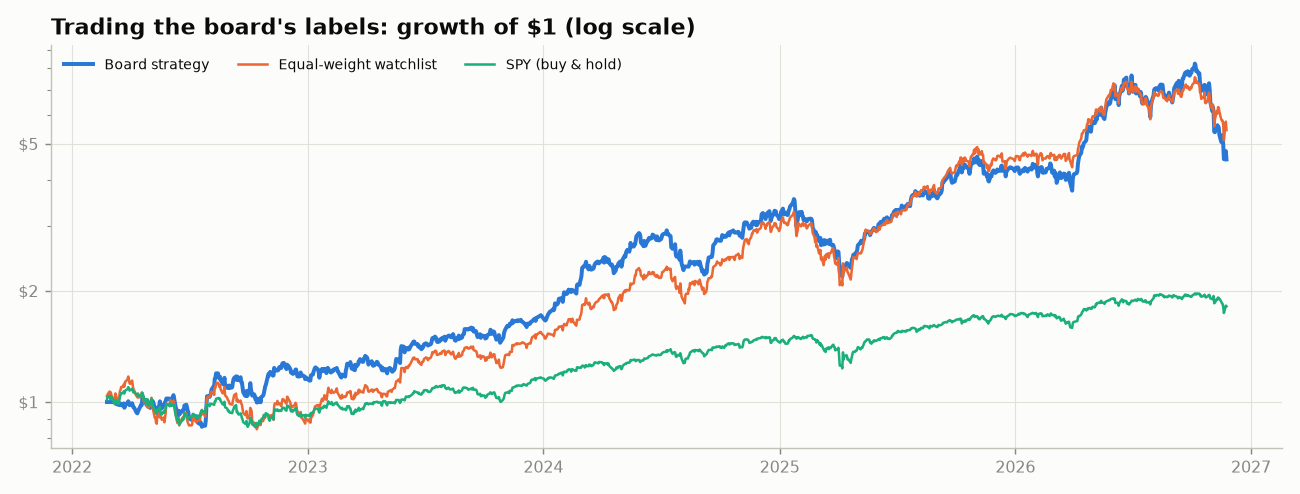 Trading the board's labels: growth of $1 (log scale)
Board strategy Equal-weight watchlist SPY (buy & hold)
$5
$2
$1
2022 2023 2024 2025 2026 2027